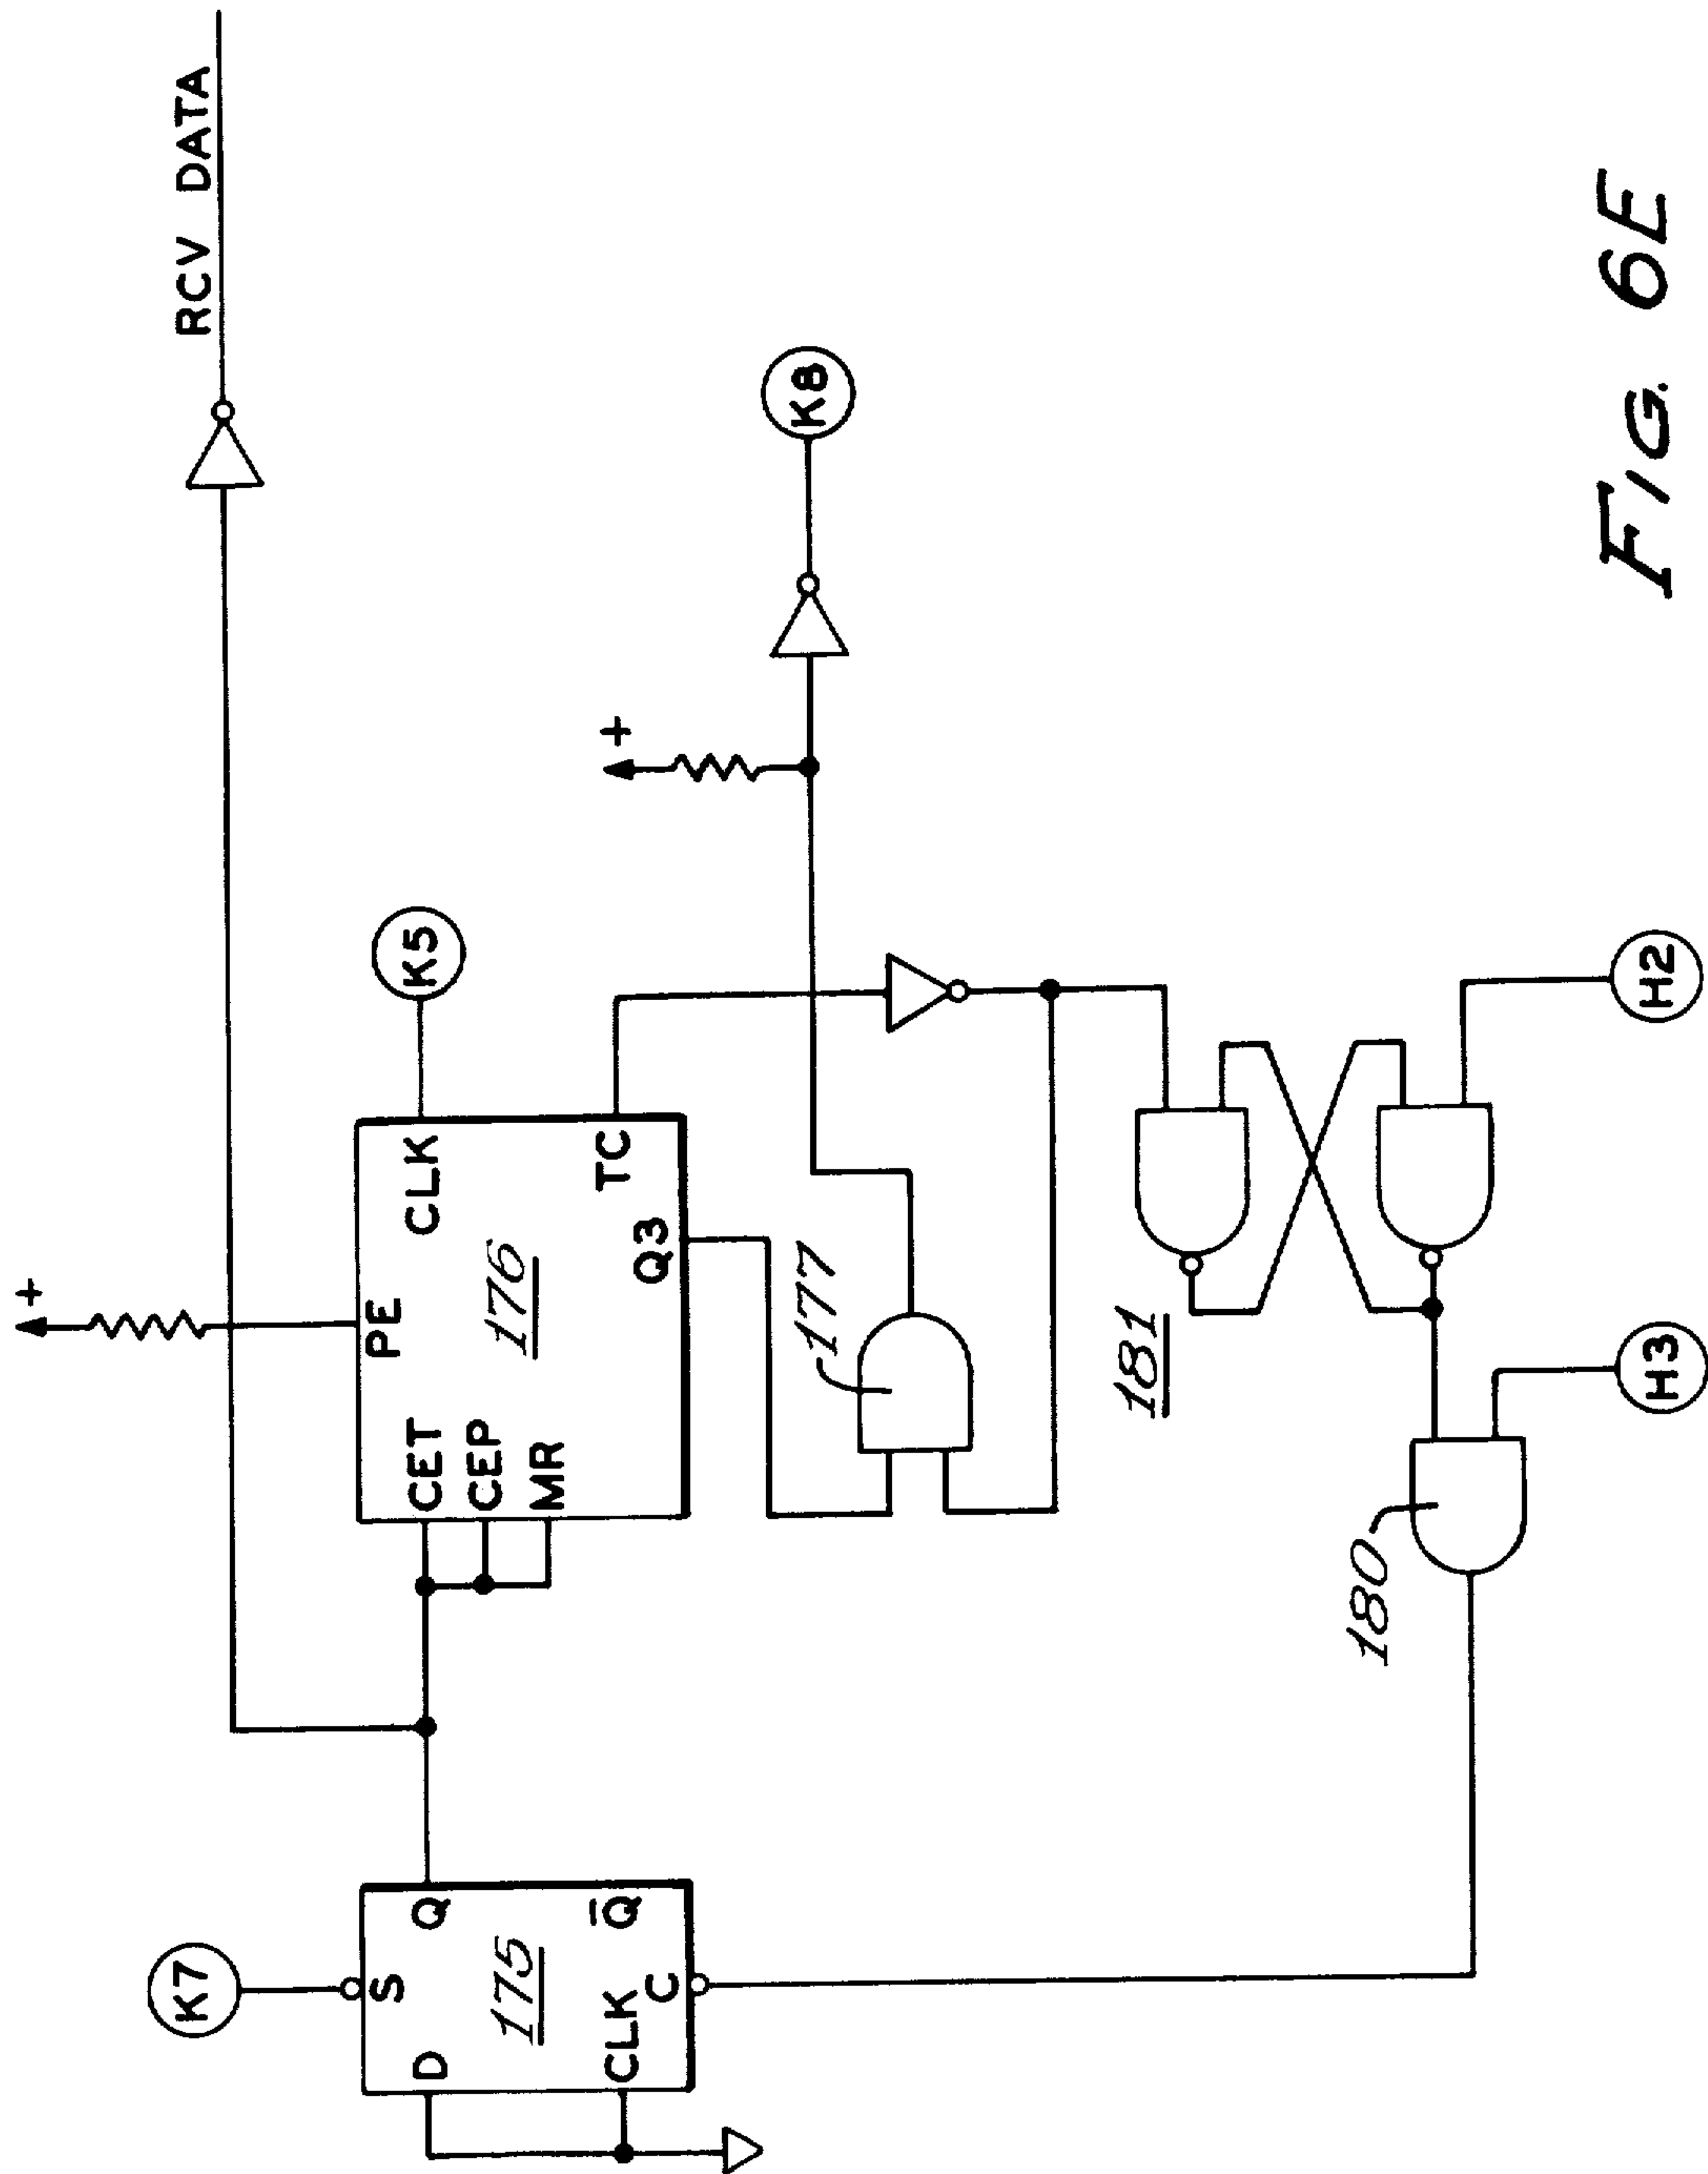 RCV DATA
+
K7
S
D
Q
175
Q̄
CLK
C
+
PE
K5
CET
CLK
CEP
176
MR
TC
Q3
+
K8
177
181
180
H2
H3
FIG. 6E